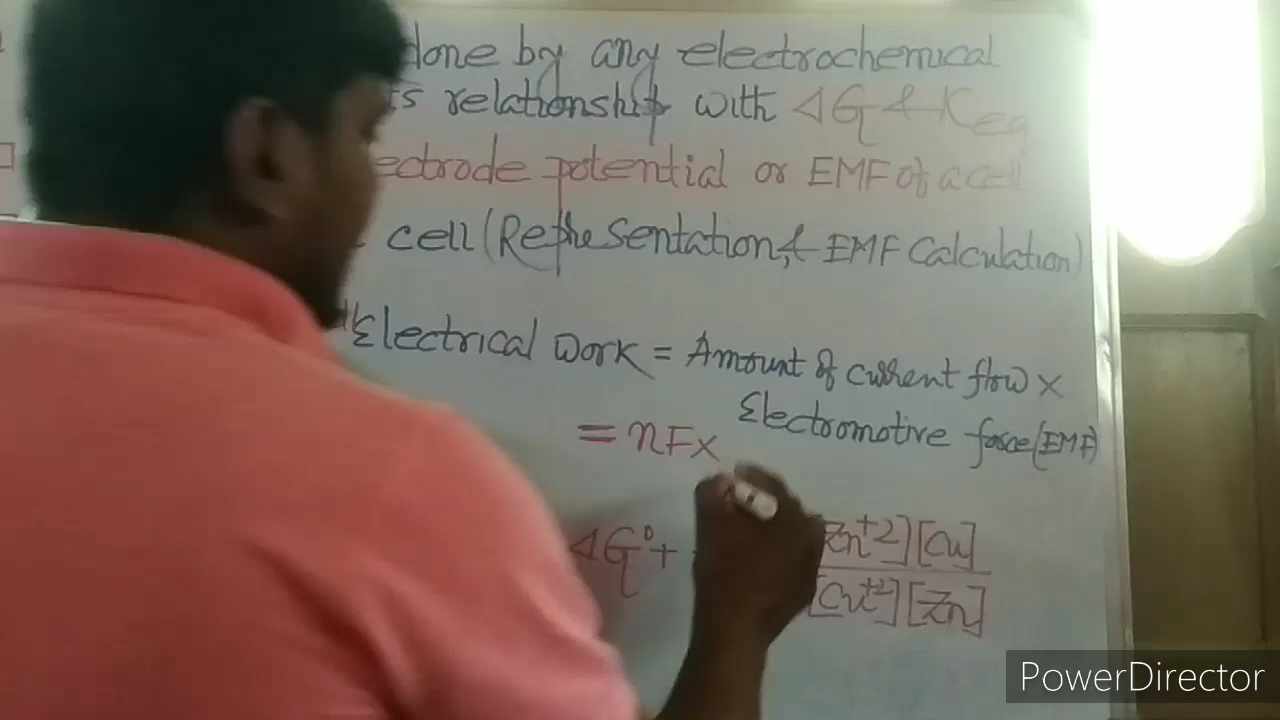 done by any electrochemical
relationship with ΔG & Keq
ectrode potential or EMF of a cell
cell (Representation, & EMF Calculation)
Electrical work = Amount of current flow ×
Electromotive force (EMF)
= nF×
ΔG° + [Zn+2][Cu]
[Cu+2][Zn]
PowerDirector